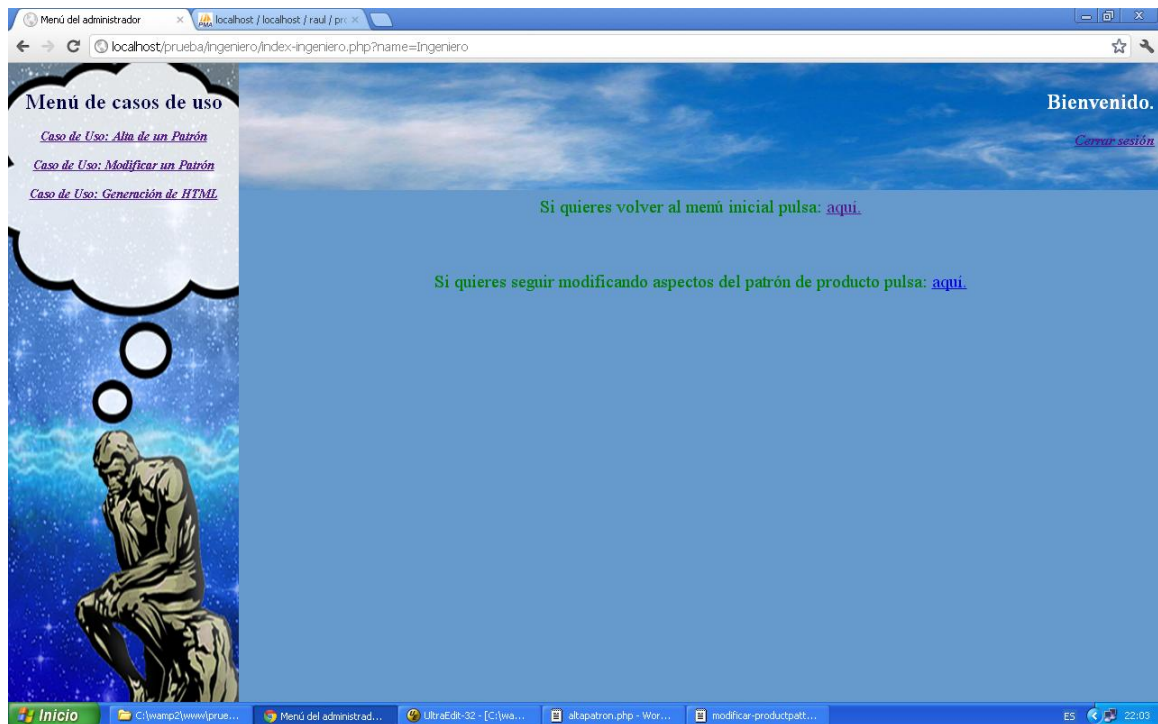 Menú del administrador
localhost / localhost / raul / pro
localhost/prueba/ingeniero/index-ingeniero.php?name=Ingeniero
Menú de casos de uso
Caso de Uso: Alta de un Patrón
Caso de Uso: Modificar un Patrón
Caso de Uso: Generación de HTML
Bienvenido.
Cerrar sesión
Si quieres volver al menú inicial pulsa: aquí.
Si quieres seguir modificando aspectos del patrón de producto pulsa: aquí.
Inicio
C:\wamp2\www\prue...
Menú del administrad...
UltraEdit-32 - [C:\wa...
altapatron.php - Wor...
modificar-productpatt...
ES
22:03